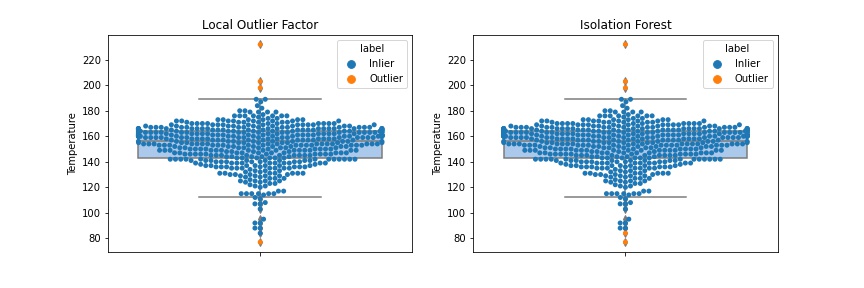 Local Outlier Factor
label
Inlier
Outlier
Temperature
220
200
180
160
140
120
100
80
Isolation Forest
label
Inlier
Outlier
Temperature
220
200
180
160
140
120
100
80